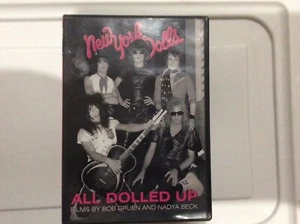 New York
Dolls
ALL DOLLED UP
FILMS BY BOB GRUEN AND NADYA BECK